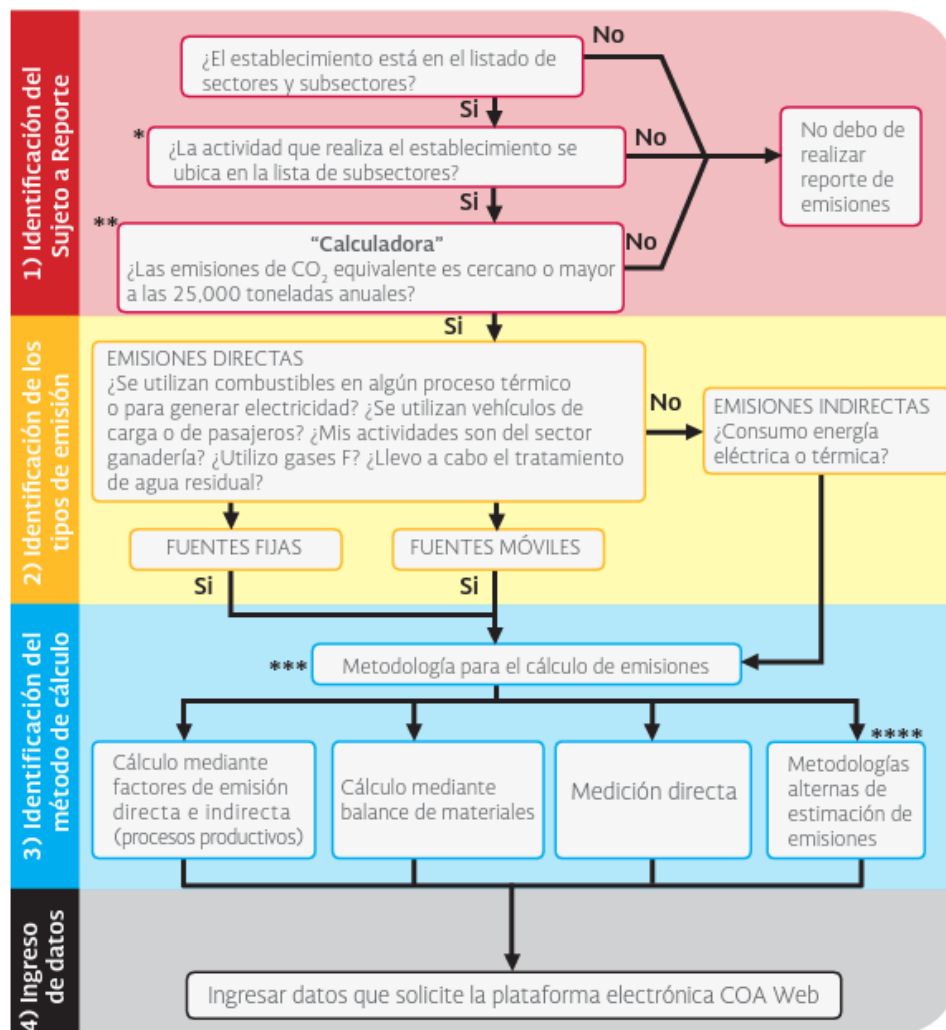 1) Identificación del
Sujeto a Reporte
¿El establecimiento está en el listado de
sectores y subsectores?
No
Si
*
¿La actividad que realiza el establecimiento se
ubica en la lista de subsectores?
No
Si
**
"Calculadora"
¿Las emisiones de CO₂ equivalente es cercano o mayor
a las 25,000 toneladas anuales?
No
No debo de
realizar
reporte de
emisiones
Si
2) Identificación de los
tipos de emisión
EMISIONES DIRECTAS
¿Se utilizan combustibles en algún proceso térmico
o para generar electricidad? ¿Se utilizan vehículos de
carga o de pasajeros? ¿Mis actividades son del sector
ganadería? ¿Utilizo gases F? ¿Llevo a cabo el tratamiento
de agua residual?
No
EMISIONES INDIRECTAS
¿Consumo energía
eléctrica o térmica?
FUENTES FIJAS
FUENTES MÓVILES
Si
Si
3) Identificación del
método de cálculo
***
Metodología para el cálculo de emisiones
Cálculo mediante
factores de emisión
directa e indirecta
(procesos productivos)
Cálculo mediante
balance de materiales
Medición directa
****
Metodologías
alternas de
estimación de
emisiones
4) Ingreso
de datos
Ingresar datos que solicite la plataforma electrónica COA Web